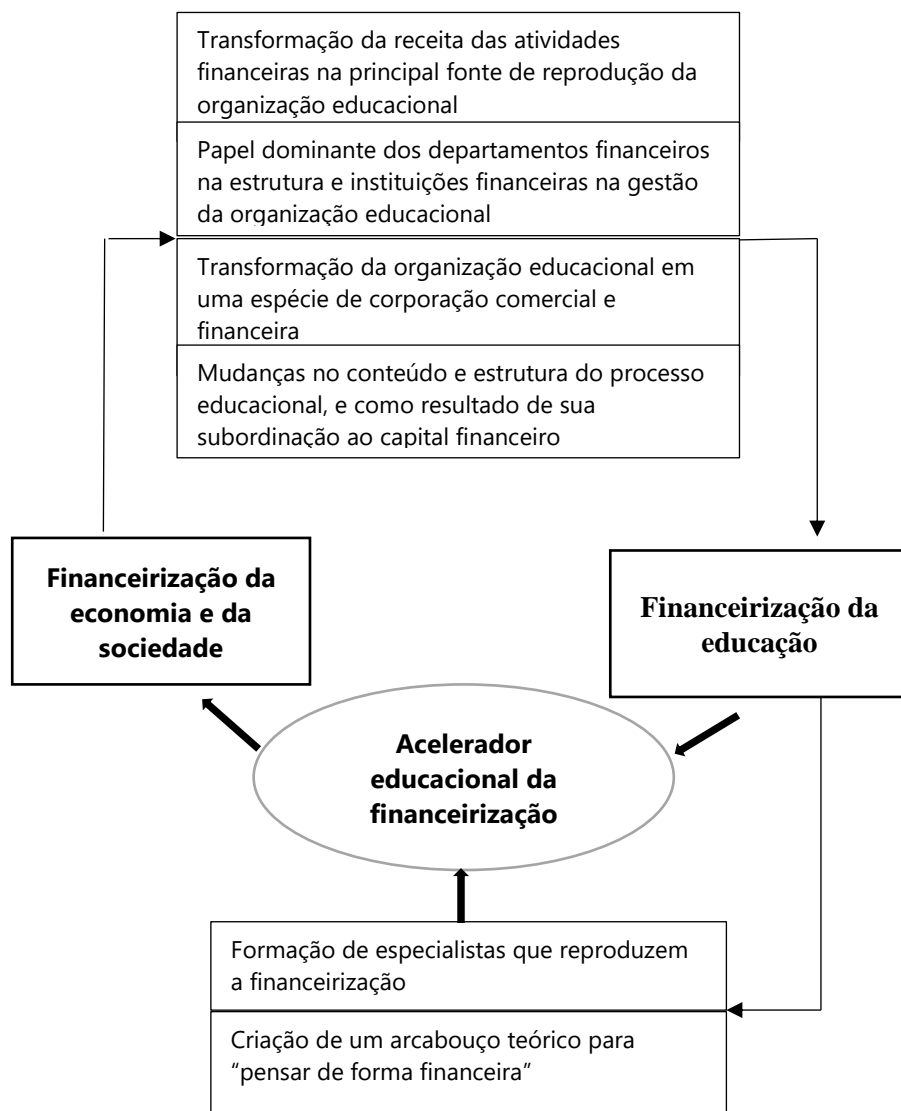 Transformação da receita das atividades
financeiras na principal fonte de reprodução da
organização educacional
Papel dominante dos departamentos financeiros
na estrutura e instituições financeiras na gestão
da organização educacional
Transformação da organização educacional em
uma espécie de corporação comercial e
financeira
Mudanças no conteúdo e estrutura do processo
educacional, e como resultado de sua
subordinação ao capital financeiro
Financeirização da
economia e da
sociedade
Financeirização da
educação
Acelerador
educacional da
financeirização
Formação de especialistas que reproduzem
a financeirização
Criação de um arcabouço teórico para
“pensar de forma financeira”